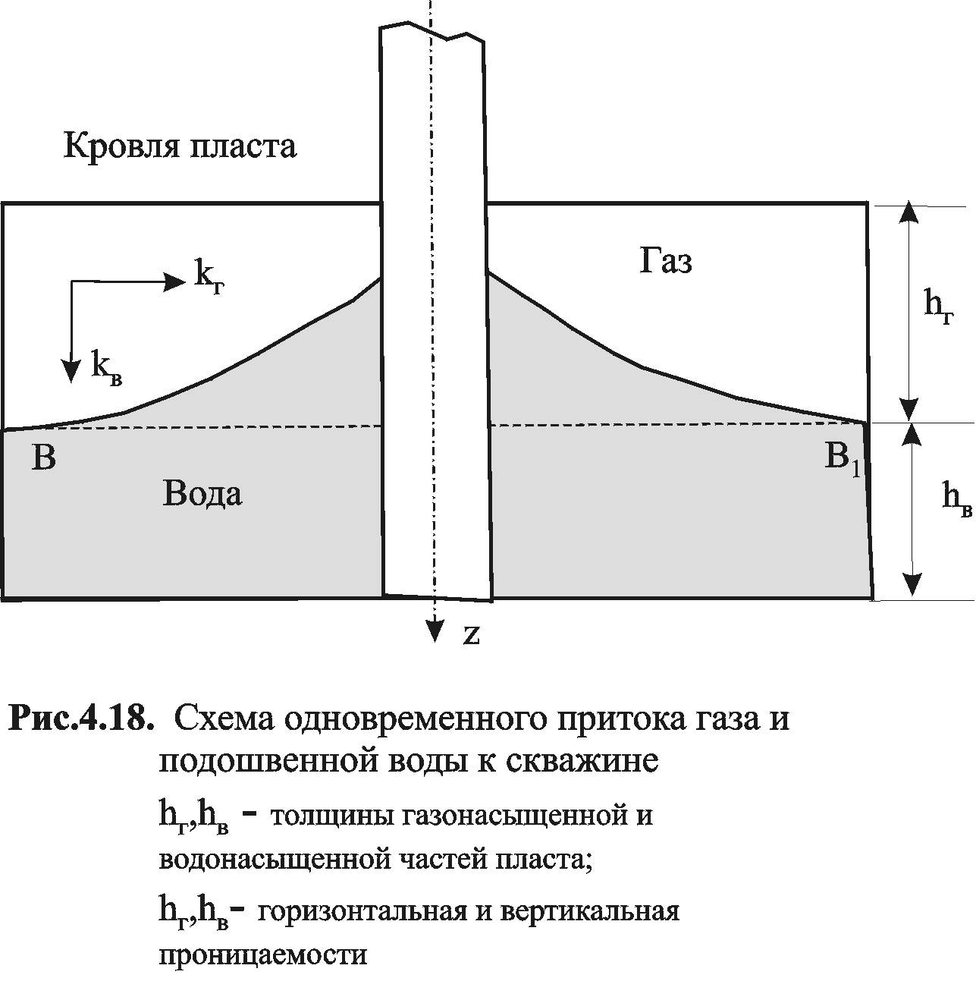 Кровля пласта
Газ
kг
hг
kв
B
B1
Вода
hв
z
Рис.4.18. Схема одновременного притока газа и
подошвенной воды к скважине
hг,hв - толщины газонасыщенной и
водонасыщенной частей пласта;
hг,hв- горизонтальная и вертикальная
проницаемости